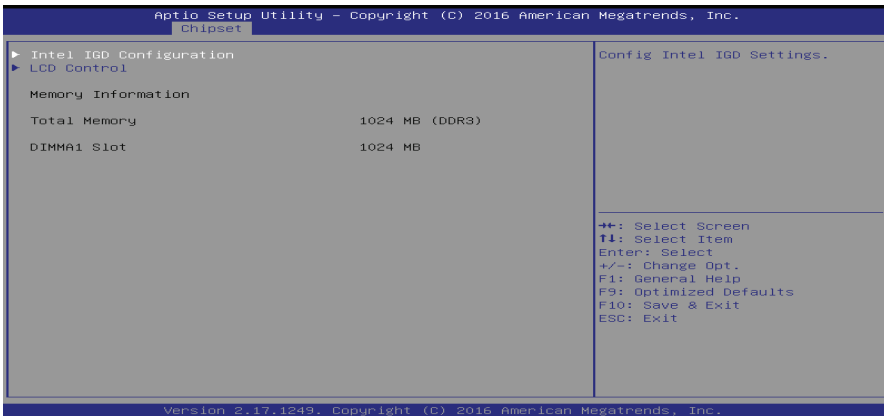 Aptio Setup Utility – Copyright (C) 2016 American Megatrends, Inc.
Chipset
▶ Intel IGD Configuration
▶ LCD Control
Memory Information
Total Memory 1024 MB (DDR3)
DIMMA1 Slot 1024 MB
Config Intel IGD Settings.
→←: Select Screen
↑↓: Select Item
Enter: Select
+/-: Change Opt.
F1: General Help
F9: Optimized Defaults
F10: Save & Exit
ESC: Exit
Version 2.17.1249. Copyright (C) 2016 American Megatrends, Inc.